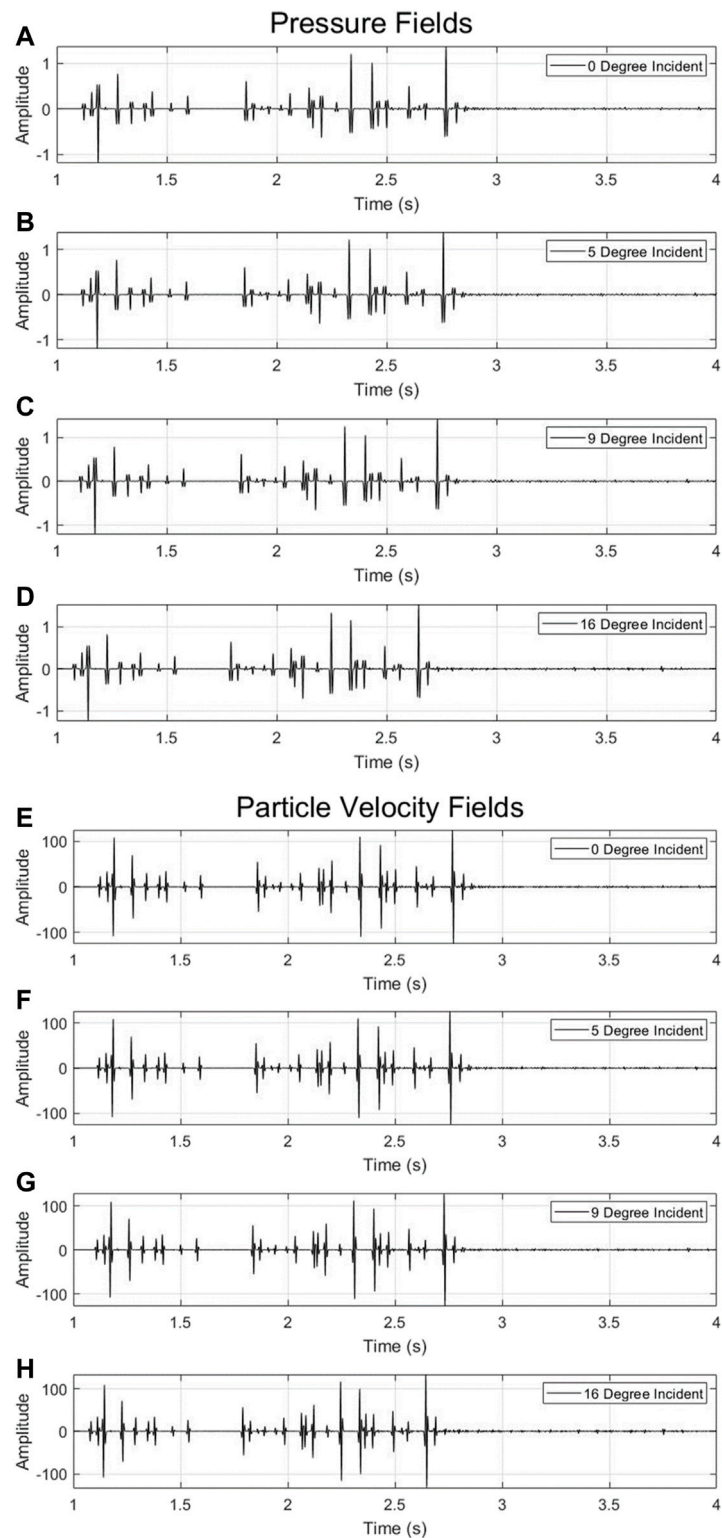 Pressure Fields
A
Amplitude
1
0
-1
0 Degree Incident
1 1.5 2 2.5 3 3.5 4
Time (s)
B
Amplitude
1
0
-1
5 Degree Incident
1 1.5 2 2.5 3 3.5 4
Time (s)
C
Amplitude
1
0
-1
9 Degree Incident
1 1.5 2 2.5 3 3.5 4
Time (s)
D
Amplitude
1
0
-1
16 Degree Incident
1 1.5 2 2.5 3 3.5 4
Time (s)
Particle Velocity Fields
E
Amplitude
100
0
-100
0 Degree Incident
1 1.5 2 2.5 3 3.5 4
Time (s)
F
Amplitude
100
0
-100
5 Degree Incident
1 1.5 2 2.5 3 3.5 4
Time (s)
G
Amplitude
100
0
-100
9 Degree Incident
1 1.5 2 2.5 3 3.5 4
Time (s)
H
Amplitude
100
0
-100
16 Degree Incident
1 1.5 2 2.5 3 3.5 4
Time (s)